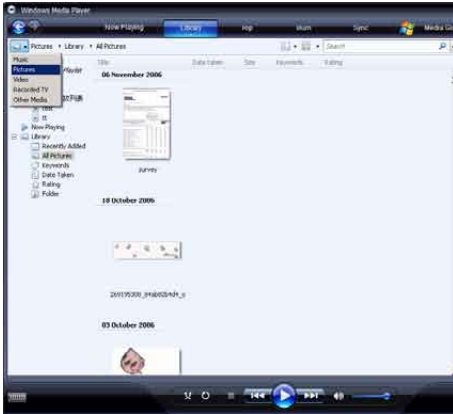 Windows Media Player
Now Playing Library Rip Burn Sync Media Gu
Pictures Library All Pictures Search
Music
Pictures
Video
Recorded TV
Other Media
Playlist
Title Date Taken Size Keywords Rating
Now Playing
Library
Recently Added
All Pictures
Keywords
Date Taken
Rating
Folder
06 November 2006
survey
18 October 2006
03 October 2006